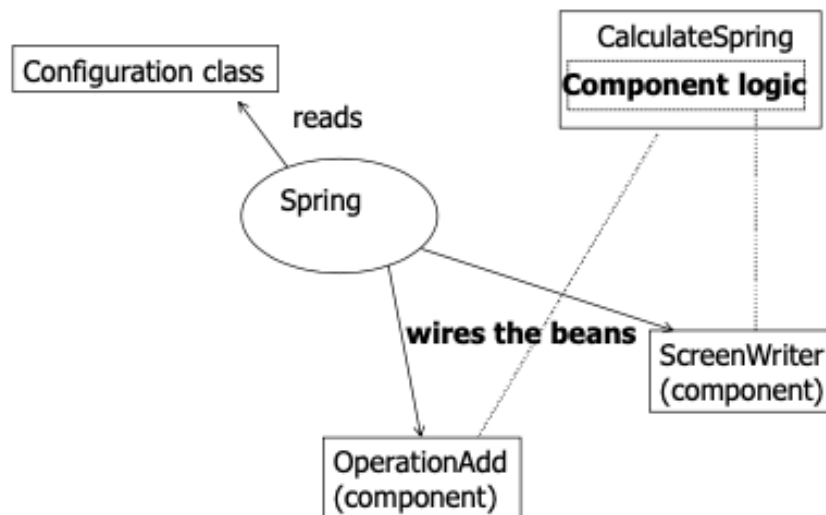 CalculateSpring
Component logic
Configuration class
reads
Spring
wires the beans
ScreenWriter
(component)
OperationAdd
(component)